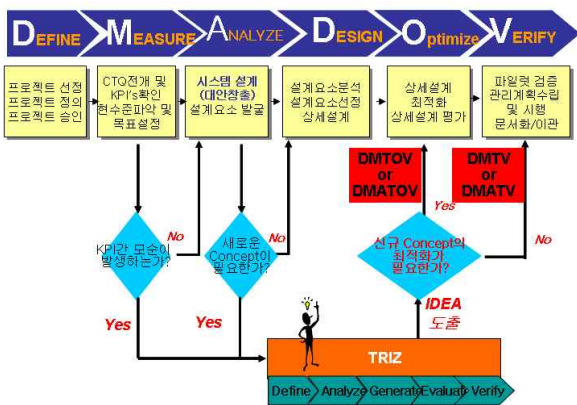 DEFINE
MEASURE
ANALYZE
DESIGN
OPtimize
VERIFY
프로젝트 선정
프로젝트 정의
프로젝트 승인
CTQ전개 및
KPI's확인
현수준파악 및
목표설정
시스템 설계
(대안창출)
설계요소 발굴
설계요소분석
설계요소선정
상세설계
상세설계
최적화
상세설계 평가
파일럿 검증
관리계획수립
및 시행
문서화/이관
DMTOV
or
DMATOV
DMTV
or
DMATV
KPI간 모순이
발생하는가?
No
새로운
Concept이
필요한가?
No
신규 Concept의
최적화가
필요한가?
Yes
No
Yes
Yes
IDEA
도출
TRIZ
Define
Analyze
Generate
Evaluate
Verify